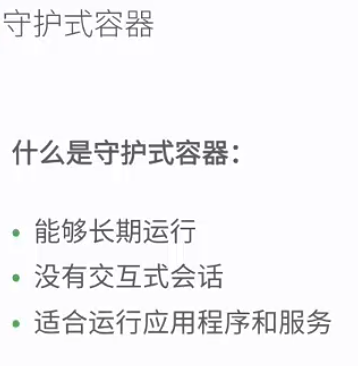 守护式容器
什么是守护式容器：
能够长期运行
没有交互式会话
适合运行应用程序和服务